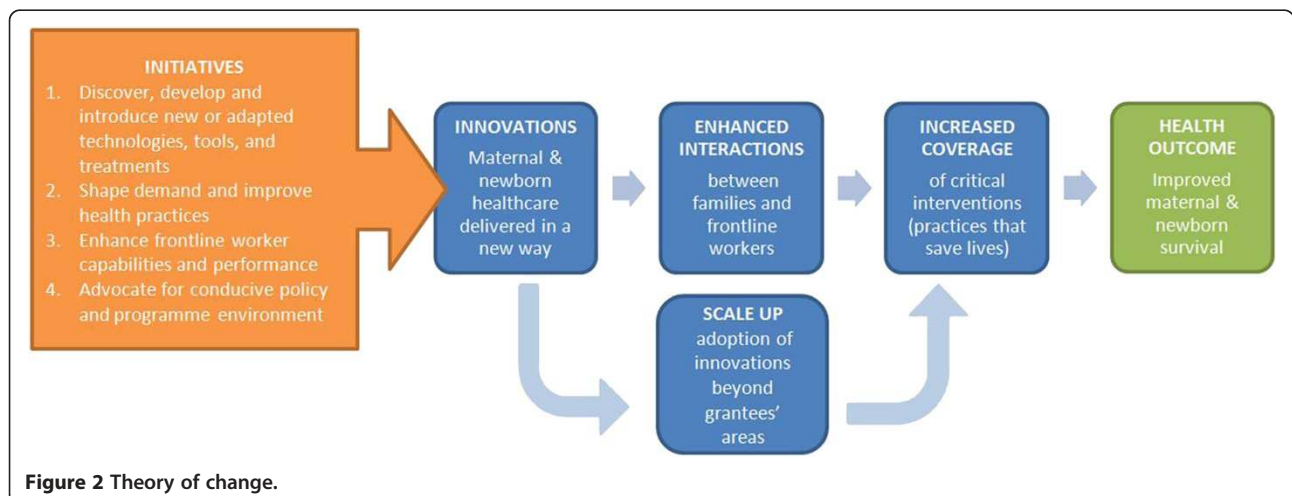 INITIATIVES
1. Discover, develop and
introduce new or adapted
technologies, tools, and
treatments
2. Shape demand and improve
health practices
3. Enhance frontline worker
capabilities and performance
4. Advocate for conducive policy
and programme environment
INNOVATIONS
Maternal &
newborn
healthcare
delivered in a
new way
ENHANCED
INTERACTIONS
between
families and
frontline
workers
INCREASED
COVERAGE
of critical
interventions
(practices that
save lives)
HEALTH
OUTCOME
Improved
maternal &
newborn
survival
SCALE UP
adoption of
innovations
beyond
grantees'
areas
Figure 2 Theory of change.